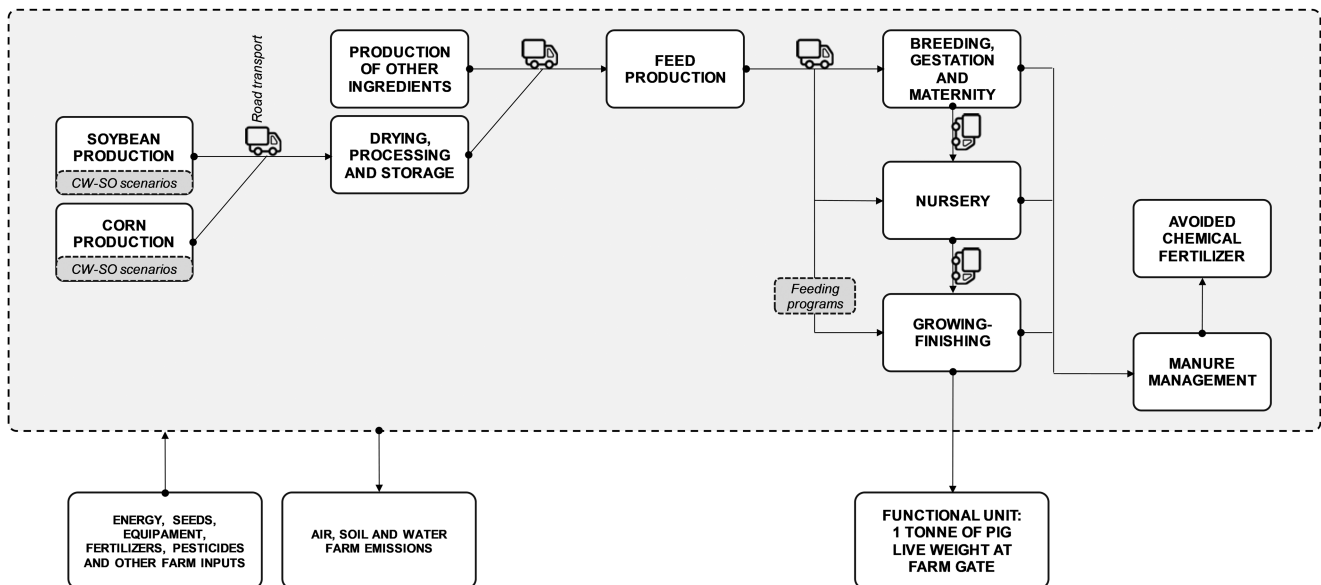 Road transport
SOYBEAN
PRODUCTION
CW-SO scenarios
CORN
PRODUCTION
CW-SO scenarios
PRODUCTION
OF OTHER
INGREDIENTS
DRYING,
PROCESSING
AND STORAGE
FEED
PRODUCTION
Feeding
programs
BREEDING,
GESTATION
AND
MATERNITY
NURSERY
GROWING-
FINISHING
AVOIDED
CHEMICAL
FERTILIZER
MANURE
MANAGEMENT
ENERGY, SEEDS,
EQUIPAMENT,
FERTILIZERS, PESTICIDES
AND OTHER FARM INPUTS
AIR, SOIL AND WATER
FARM EMISSIONS
FUNCTIONAL UNIT:
1 TONNE OF PIG
LIVE WEIGHT AT
FARM GATE